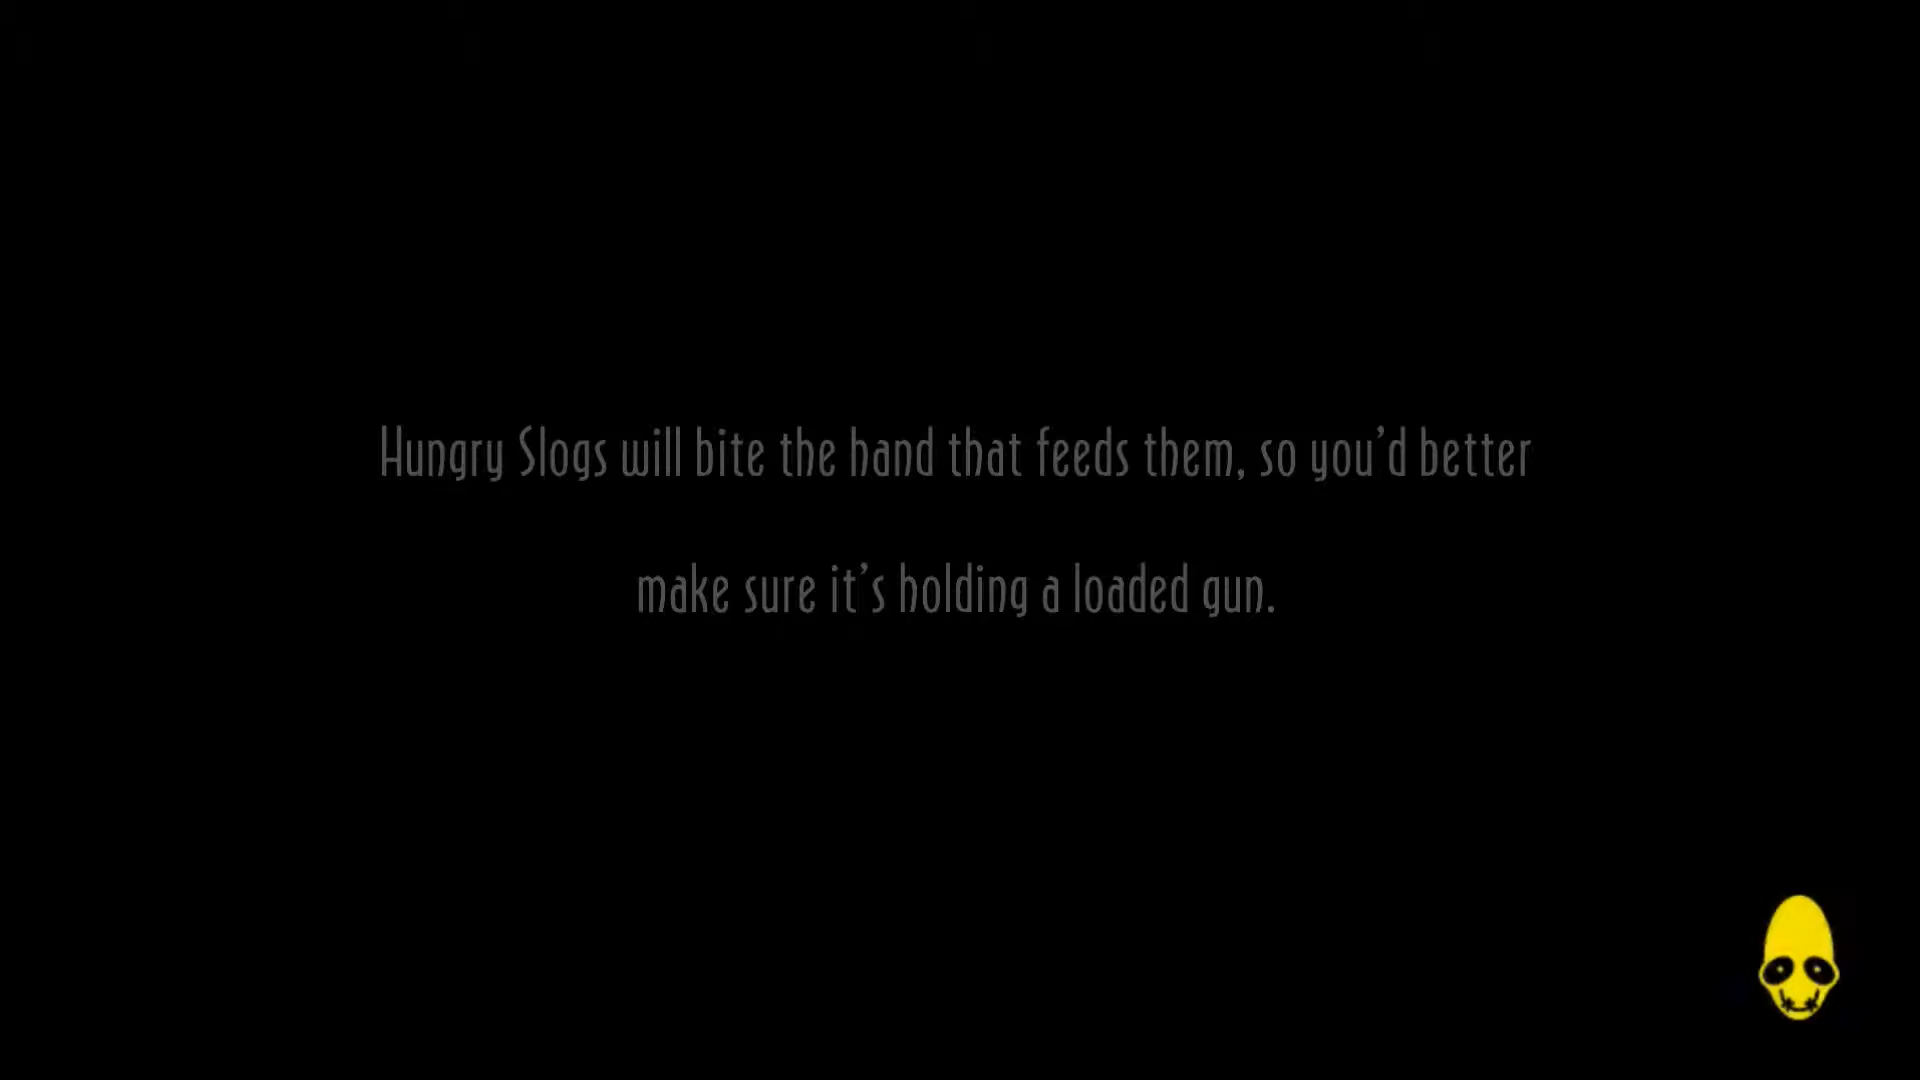 Hungry Slogs will bite the hand that feeds them, so you’d better
make sure it’s holding a loaded gun.